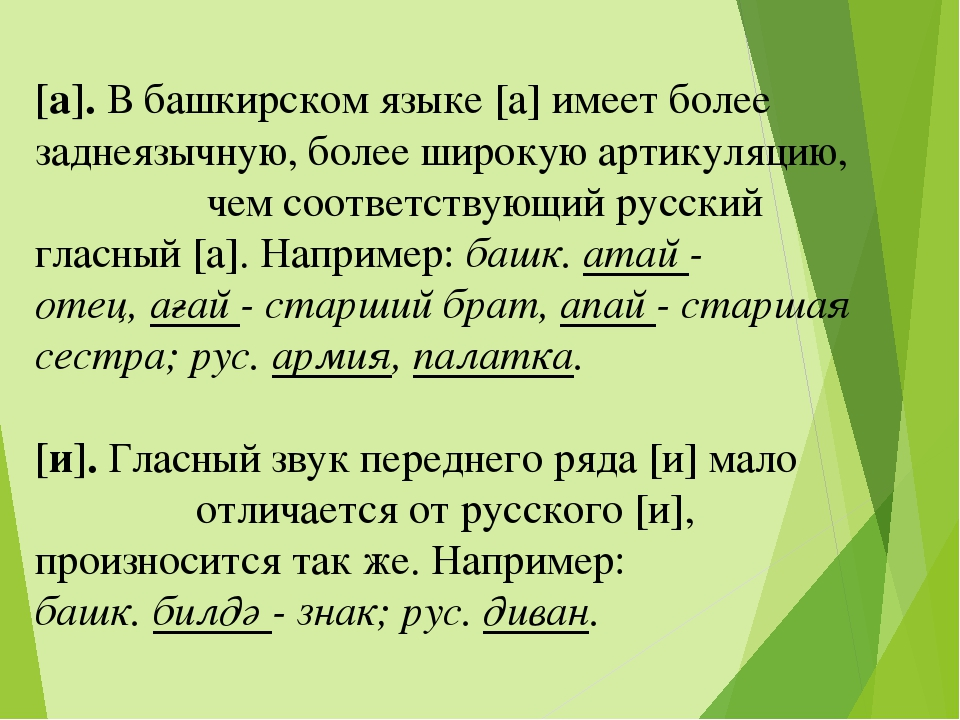 [а]. В башкирском языке [а] имеет более
заднеязычную, более широкую артикуляцию,
чем соответствующий русский
гласный [а]. Например: башк. атай -
отец, ағай - старший брат, апай - старшая
сестра; рус. армия, палатка.
[и]. Гласный звук переднего ряда [и] мало
отличается от русского [и],
произносится так же. Например:
башк. билдә - знак; рус. диван.